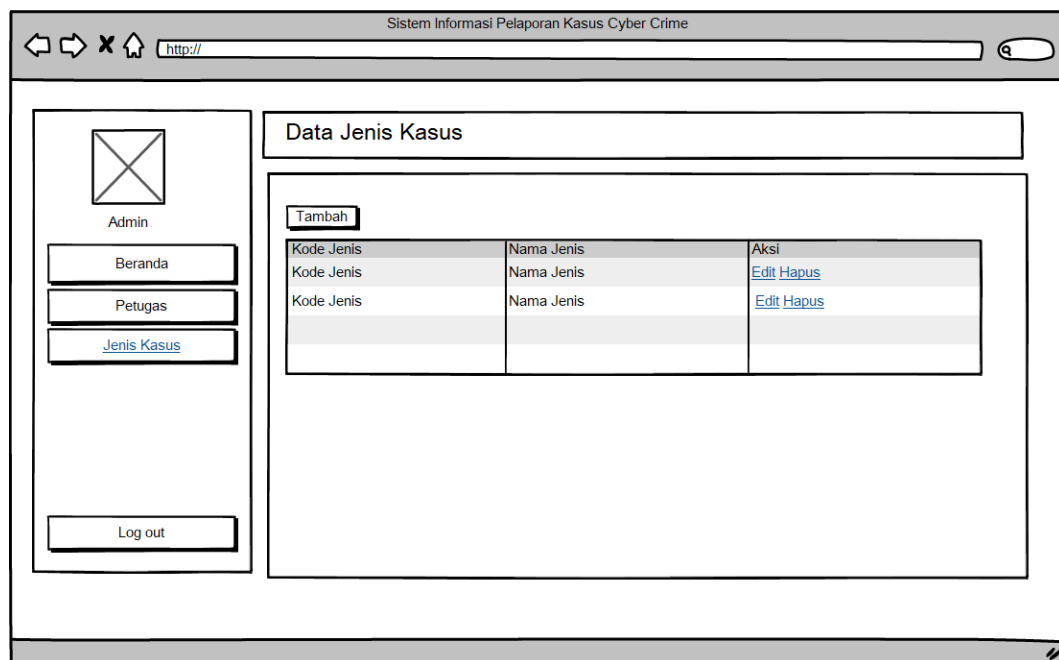 Sistem Informasi Pelaporan Kasus Cyber Crime
http://
Admin
Beranda
Petugas
Jenis Kasus
Log out
Data Jenis Kasus
Tambah
Kode Jenis Nama Jenis Aksi
Kode Jenis Nama Jenis Edit Hapus
Kode Jenis Nama Jenis Edit Hapus